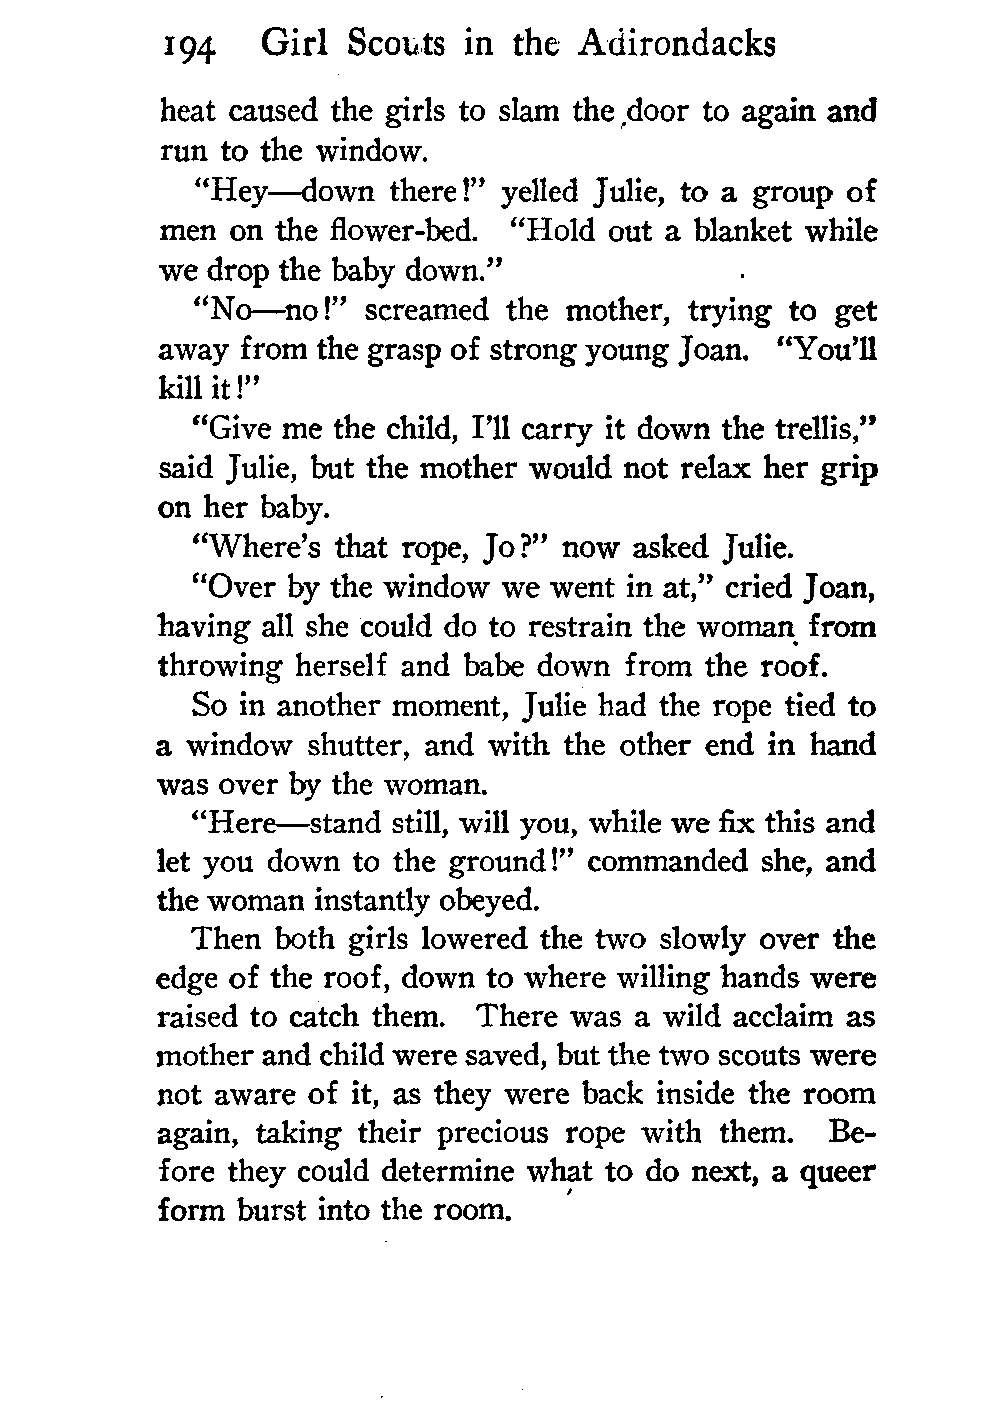 194 Girl Scouts in the Adirondacks
heat caused the girls to slam the door to again and
run to the window.
"Hey—down there!" yelled Julie, to a group of
men on the flower-bed. "Hold out a blanket while
we drop the baby down."
"No—no!" screamed the mother, trying to get
away from the grasp of strong young Joan. "You'll
kill it!"
"Give me the child, I'll carry it down the trellis,"
said Julie, but the mother would not relax her grip
on her baby.
"Where's that rope, Jo?" now asked Julie.
"Over by the window we went in at," cried Joan,
having all she could do to restrain the woman from
throwing herself and babe down from the roof.
So in another moment, Julie had the rope tied to
a window shutter, and with the other end in hand
was over by the woman.
"Here—stand still, will you, while we fix this and
let you down to the ground!" commanded she, and
the woman instantly obeyed.
Then both girls lowered the two slowly over the
edge of the roof, down to where willing hands were
raised to catch them. There was a wild acclaim as
mother and child were saved, but the two scouts were
not aware of it, as they were back inside the room
again, taking their precious rope with them. Be-
fore they could determine what to do next, a queer
form burst into the room.